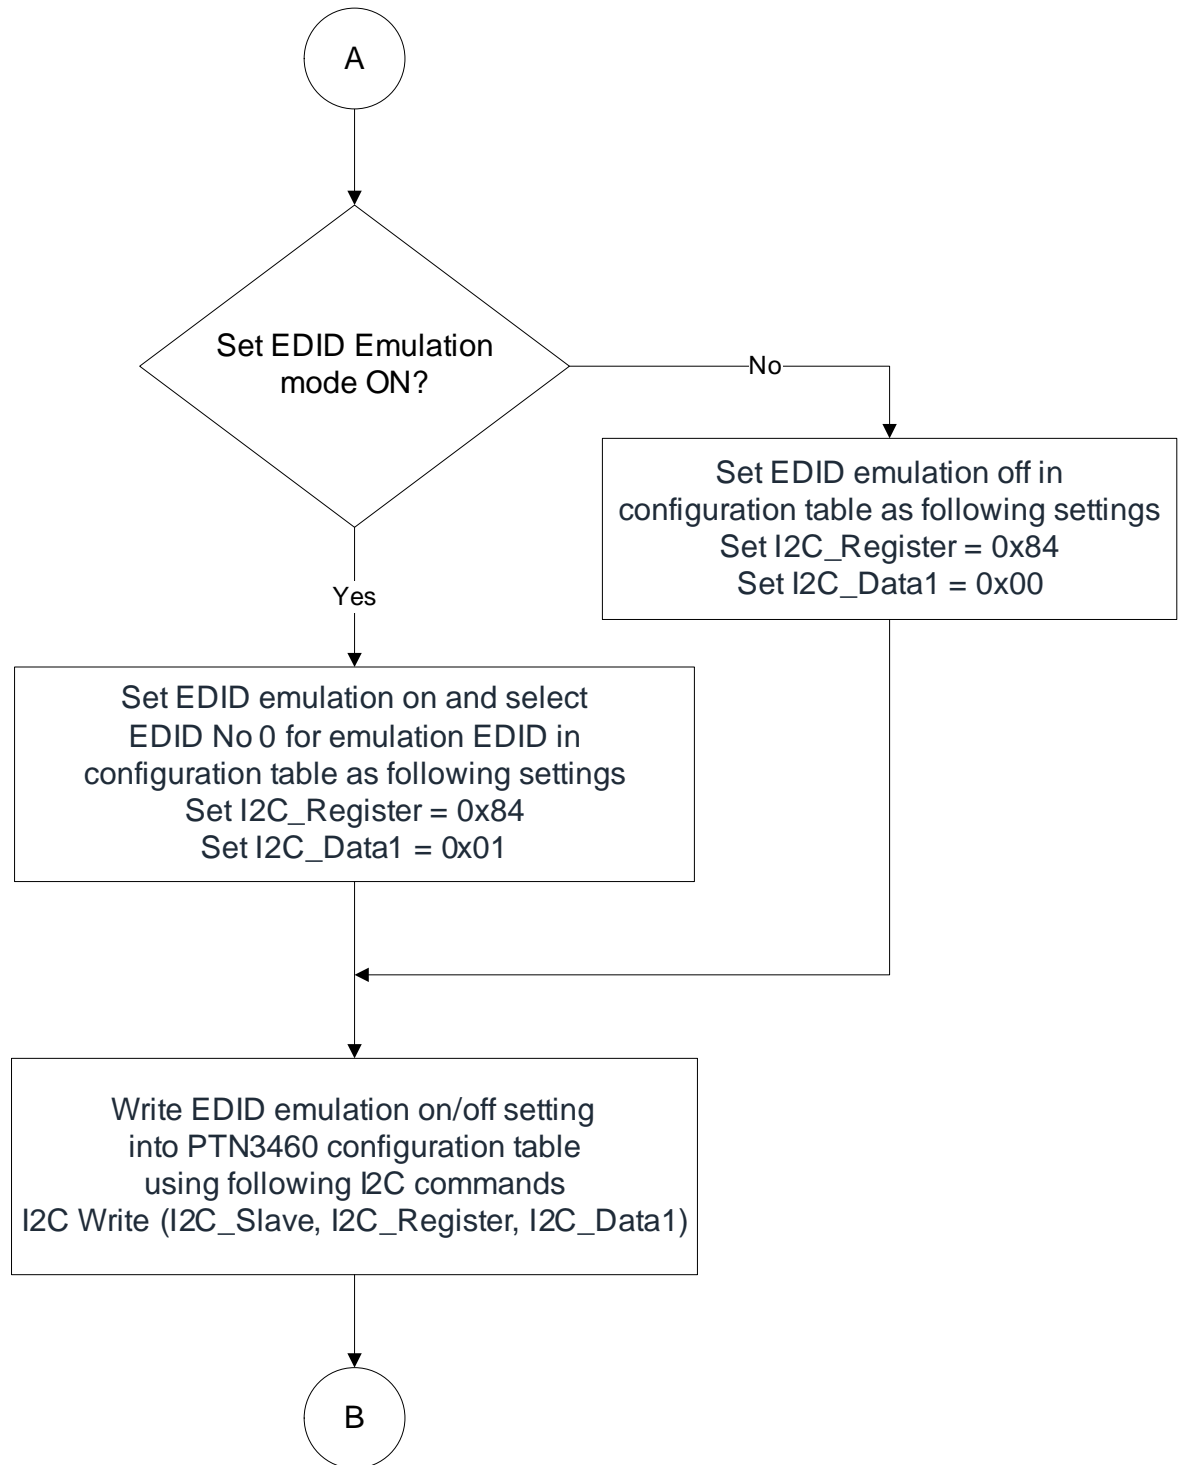 A
Set EDID Emulation
mode ON?
No
Set EDID emulation off in
configuration table as following settings
Set I2C_Register = 0x84
Set I2C_Data1 = 0x00
Yes
Set EDID emulation on and select
EDID No 0 for emulation EDID in
configuration table as following settings
Set I2C_Register = 0x84
Set I2C_Data1 = 0x01
Write EDID emulation on/off setting
into PTN3460 configuration table
using following I2C commands
I2C Write (I2C_Slave, I2C_Register, I2C_Data1)
B